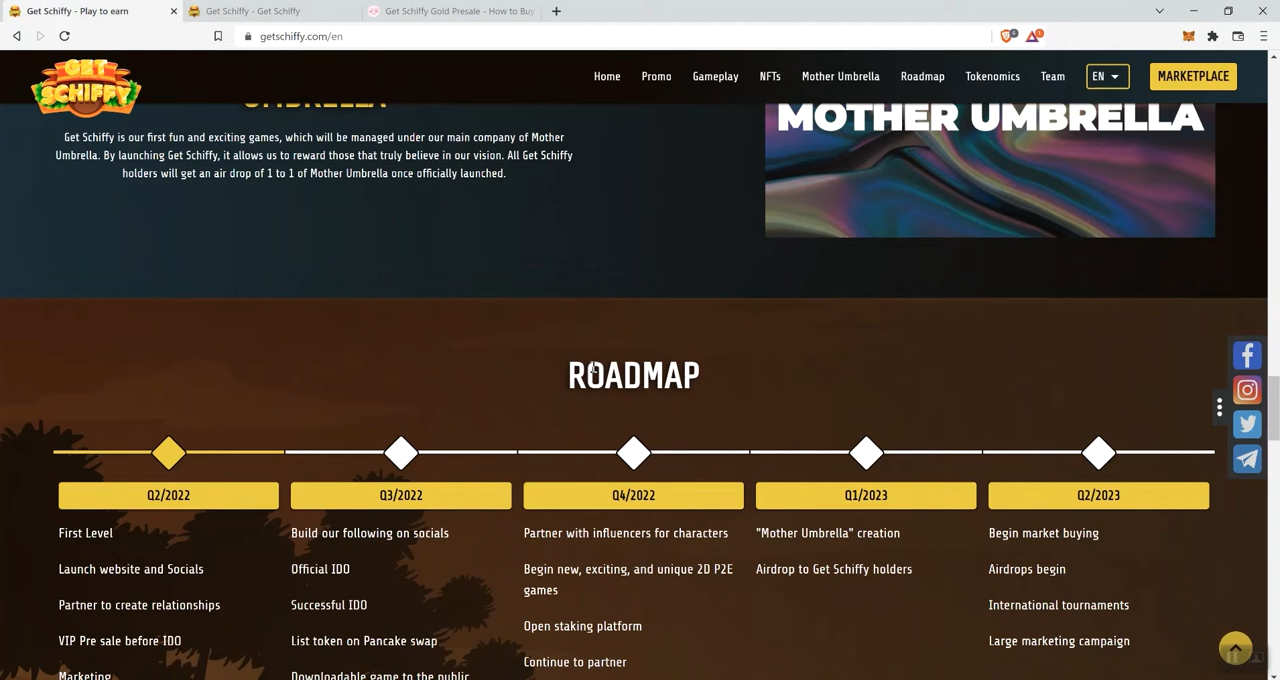 Get Schiffy - Play to earn
Get Schiffy - Get Schiffy
Get Schiffy Gold Presale - How to Buy
getschiffy.com/en
GET SCHIFFY
Home Promo Gameplay NFTs Mother Umbrella Roadmap Tokenomics Team EN MARKETPLACE
UMBRELLA
MOTHER UMBRELLA
Get Schiffy is our first fun and exciting games, which will be managed under our main company of Mother
Umbrella. By launching Get Schiffy, it allows us to reward those that truly believe in our vision. All Get Schiffy
holders will get an air drop of 1 to 1 of Mother Umbrella once officially launched.
ROADMAP
Q2/2022
First Level
Launch website and Socials
Partner to create relationships
VIP Pre sale before IDO
Marketing
Q3/2022
Build our following on socials
Official IDO
Successful IDO
List token on Pancake swap
Downloadable game to the public
Q4/2022
Partner with influencers for characters
Begin new, exciting, and unique 2D P2E
games
Open staking platform
Continue to partner
Q1/2023
"Mother Umbrella" creation
Airdrop to Get Schiffy holders
Q2/2023
Begin market buying
Airdrops begin
International tournaments
Large marketing campaign